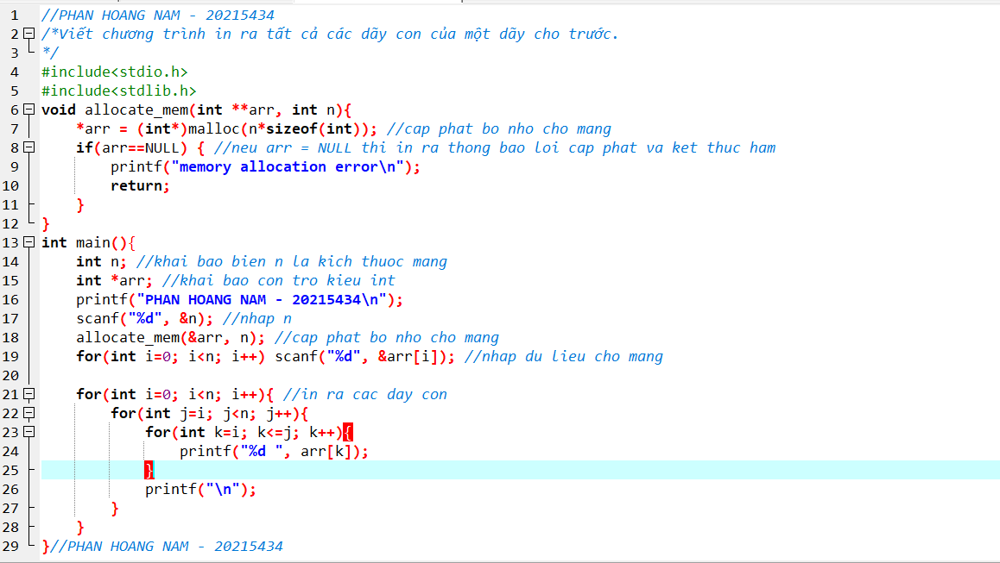 1 //PHAN HOANG NAM - 20215434
2 /*Viết chương trình in ra tất cả các dãy con của một dãy cho trước.
3 */
4 #include<stdio.h>
5 #include<stdlib.h>
6 void allocate_mem(int **arr, int n){
7     *arr = (int*)malloc(n*sizeof(int)); //cap phat bo nho cho mang
8     if(arr==NULL) { //neu arr = NULL thi in ra thong bao loi cap phat va ket thuc ham
9         printf("memory allocation error\n");
10         return;
11     }
12 }
13 int main(){
14     int n; //khai bao bien n la kich thuoc mang
15     int *arr; //khai bao con tro kieu int
16     printf("PHAN HOANG NAM - 20215434\n");
17     scanf("%d", &n); //nhap n
18     allocate_mem(&arr, n); //cap phat bo nho cho mang
19     for(int i=0; i<n; i++) scanf("%d", &arr[i]); //nhap du lieu cho mang
20
21     for(int i=0; i<n; i++){ //in ra cac day con
22         for(int j=i; j<n; j++){
23             for(int k=i; k<=j; k++){
24                 printf("%d ", arr[k]);
25             }
26             printf("\n");
27         }
28     }
29 }//PHAN HOANG NAM - 20215434